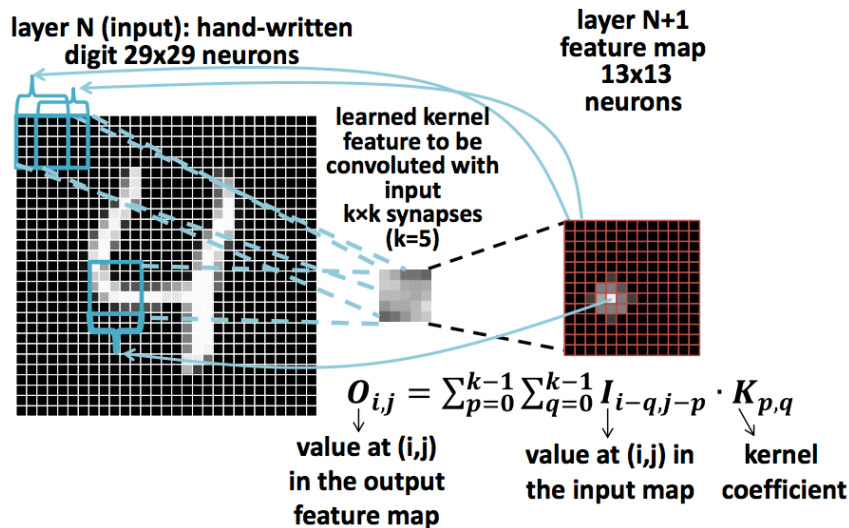 layer N (input): hand-written
digit 29x29 neurons
layer N+1
feature map
13x13
neurons
learned kernel
feature to be
convoluted with
input
k×k synapses
(k=5)
O_{i,j} = ∑_{p=0}^{k−1} ∑_{q=0}^{k−1} I_{i−q,j−p} · K_{p,q}
value at (i,j)
in the output
feature map
value at (i,j) in
the input map
kernel
coefficient